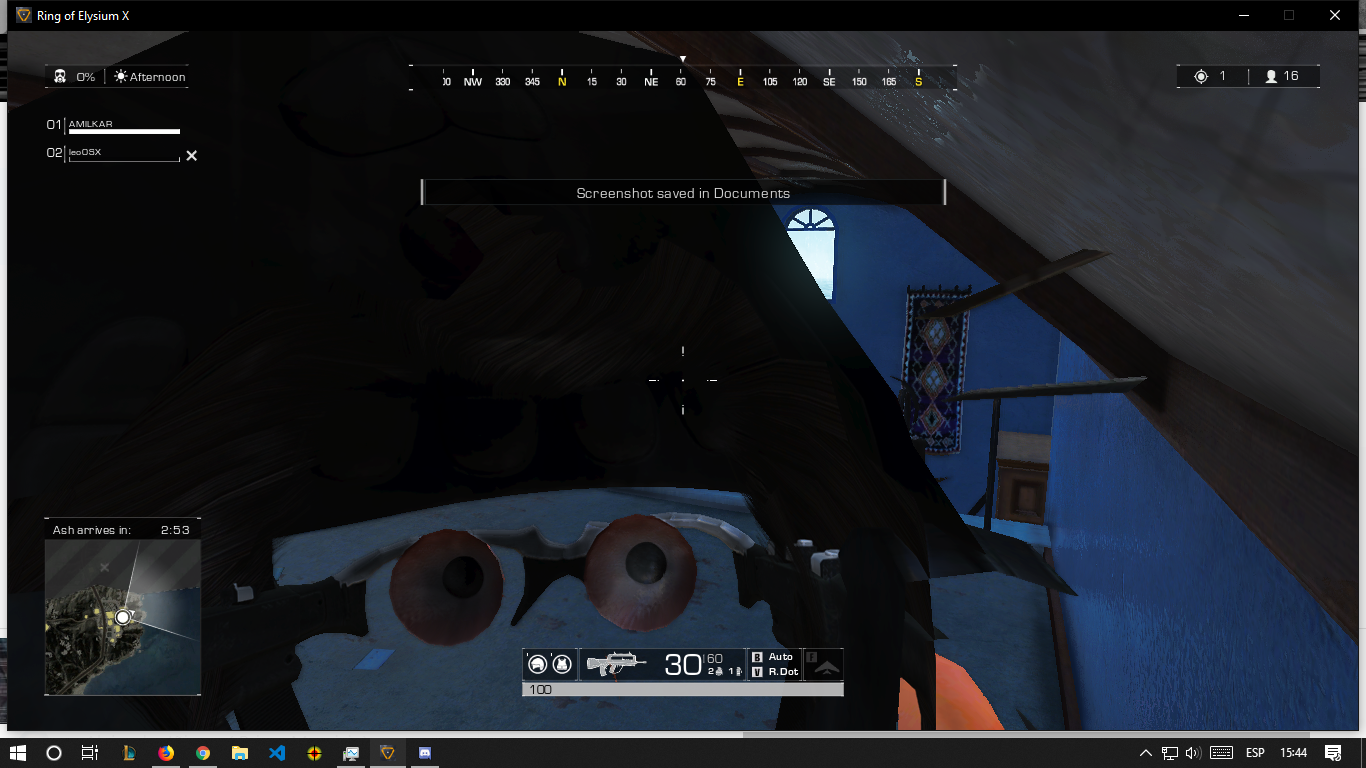 Ring of Elysium X
0%
Afternoon
00 NW 330 345 N 15 30 NE 60 75 E 105 120 SE 150 165 S
1
16
01 AMILKAR
02 leoOSX
Screenshot saved in Documents
Ash arrives in: 2:53
30 60
2 1
B Auto
V R.Dot
F
100
ESP
15:44